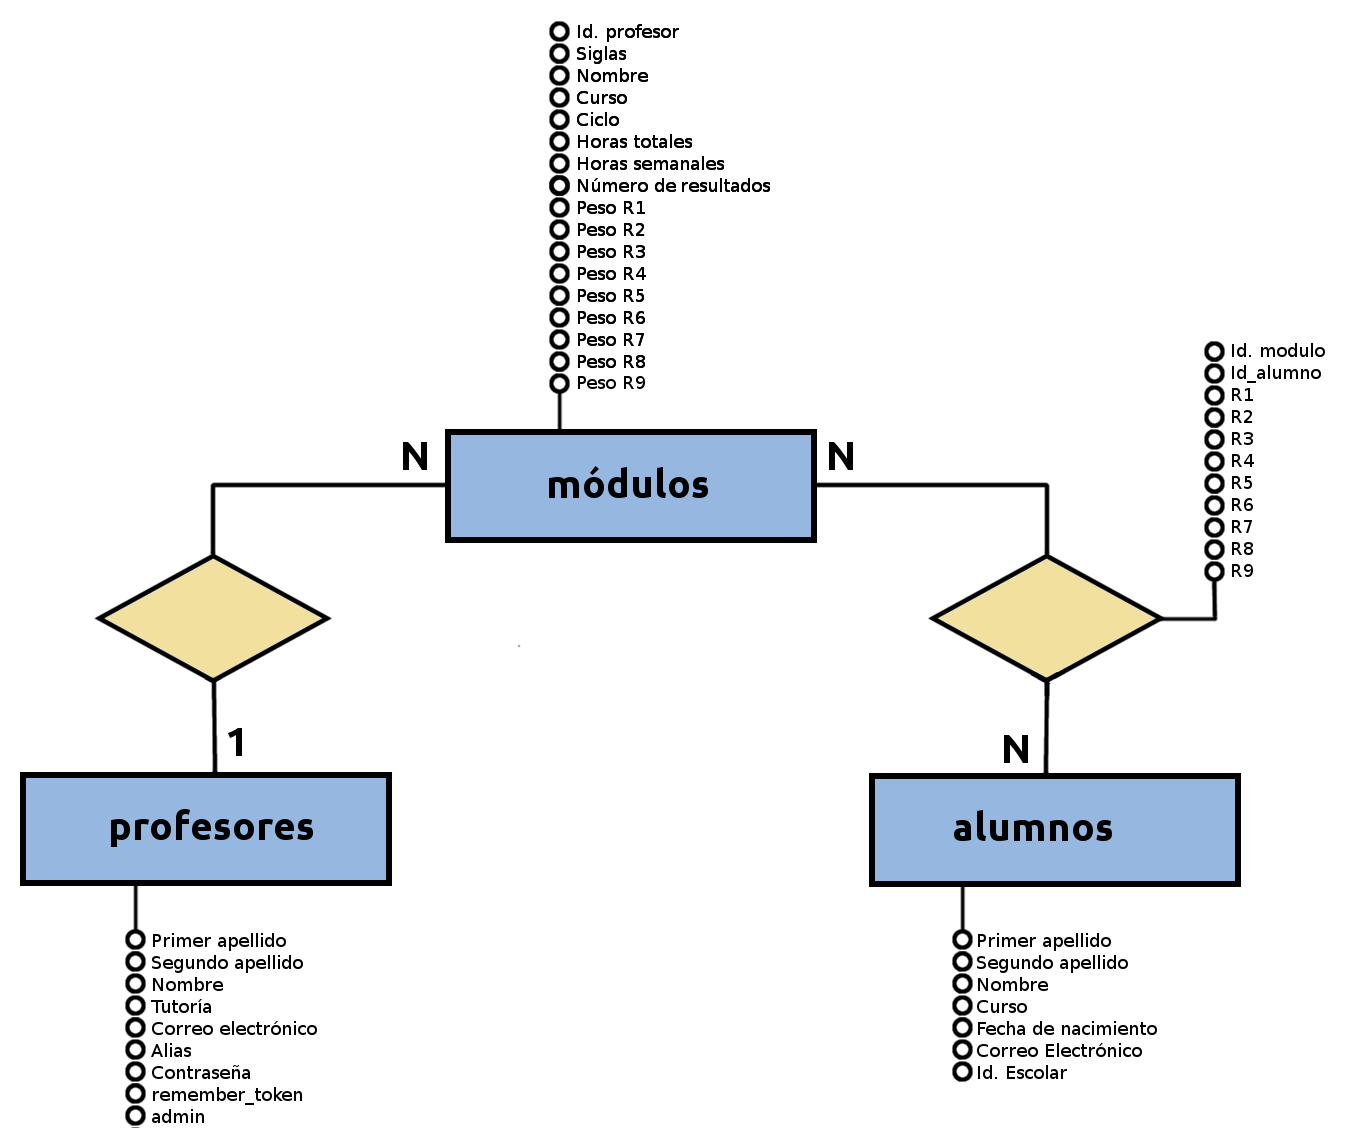 Id. profesor
Siglas
Nombre
Curso
Ciclo
Horas totales
Horas semanales
Número de resultados
Peso R1
Peso R2
Peso R3
Peso R4
Peso R5
Peso R6
Peso R7
Peso R8
Peso R9
Id. modulo
Id_alumno
R1
R2
R3
R4
R5
R6
R7
R8
R9
N
módulos
N
1
N
profesores
alumnos
Primer apellido
Segundo apellido
Nombre
Tutoría
Correo electrónico
Alias
Contraseña
remember_token
admin
Primer apellido
Segundo apellido
Nombre
Curso
Fecha de nacimiento
Correo Electrónico
Id. Escolar